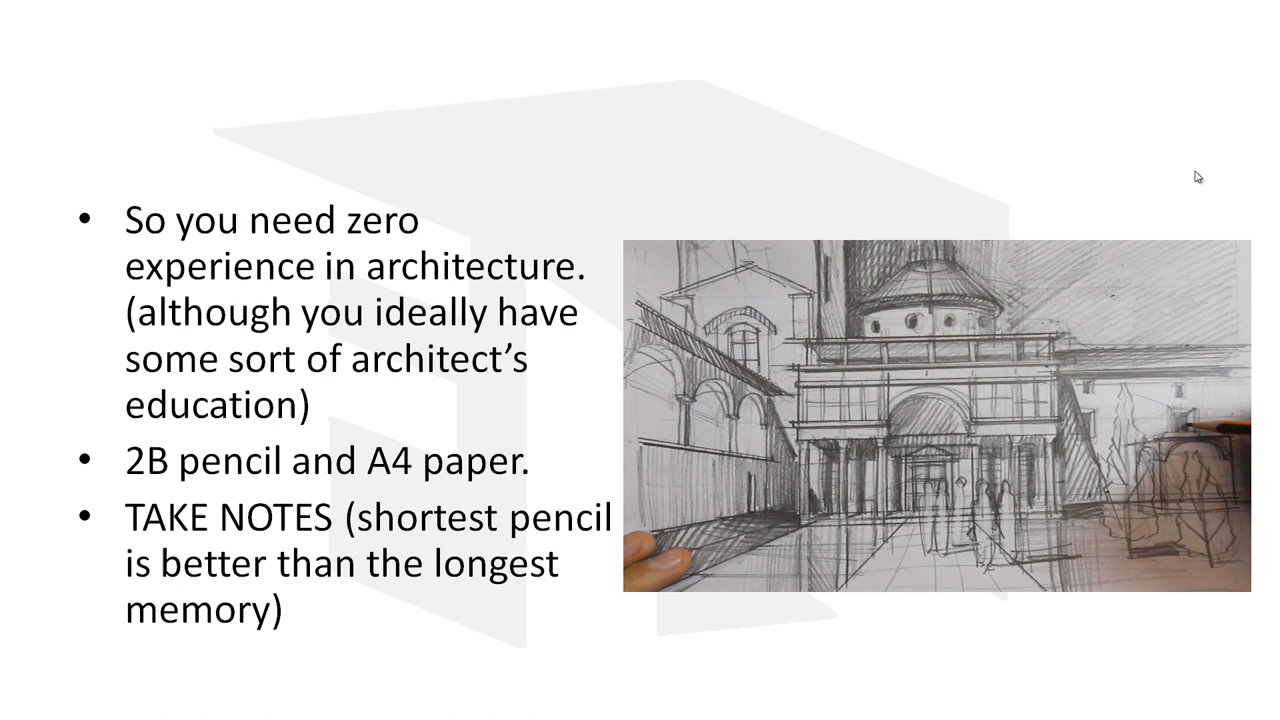 • So you need zero
experience in architecture.
(although you ideally have
some sort of architect’s
education)
• 2B pencil and A4 paper.
• TAKE NOTES (shortest pencil
is better than the longest
memory)